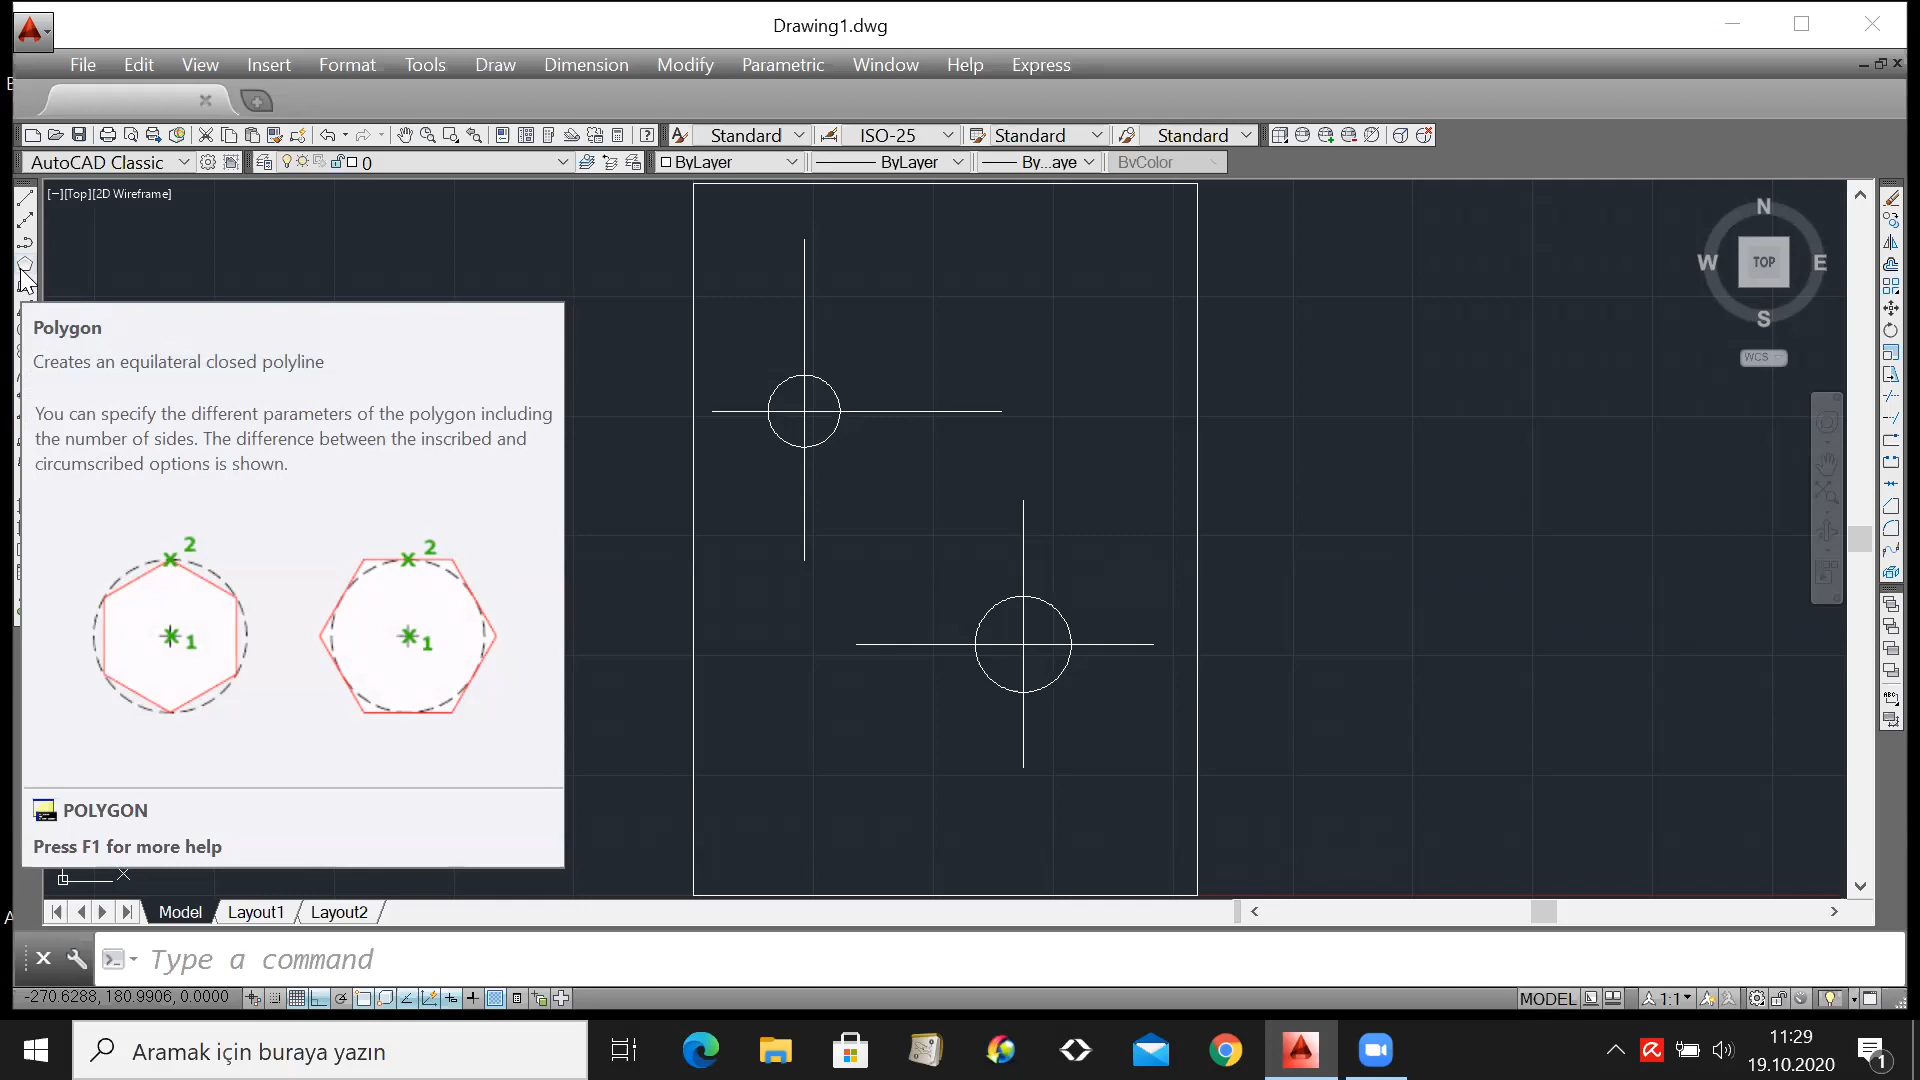 Drawing1.dwg
File Edit View Insert Format Tools Draw Dimension Modify Parametric Window Help Express
Standard ISO-25 Standard Standard
AutoCAD Classic 0 ByLayer ByLayer By...aye ByColor
[−][Top][2D Wireframe]
N
W TOP E
S
WCS
Polygon
Creates an equilateral closed polyline
You can specify the different parameters of the polygon including
the number of sides. The difference between the inscribed and
circumscribed options is shown.
2 2
1 1
POLYGON
Press F1 for more help
Model Layout1 Layout2
Type a command
-270.6288, 180.9906, 0.0000 MODEL 1:1
Aramak için buraya yazın
11:29
19.10.2020
1